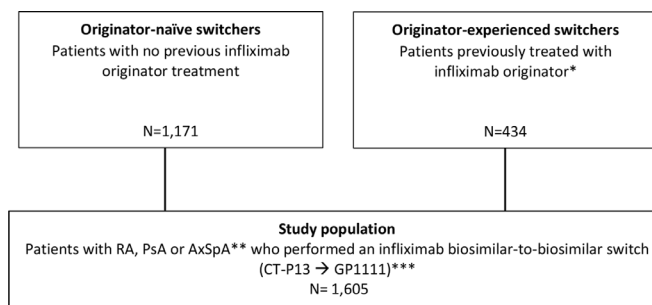 Originator-naïve switchers
Patients with no previous infliximab
originator treatment
N=1,171
Originator-experienced switchers
Patients previously treated with
infliximab originator*
N=434
Study population
Patients with RA, PsA or AxSpA** who performed an infliximab biosimilar-to-biosimilar switch
(CT-P13 → GP1111)***
N= 1,605